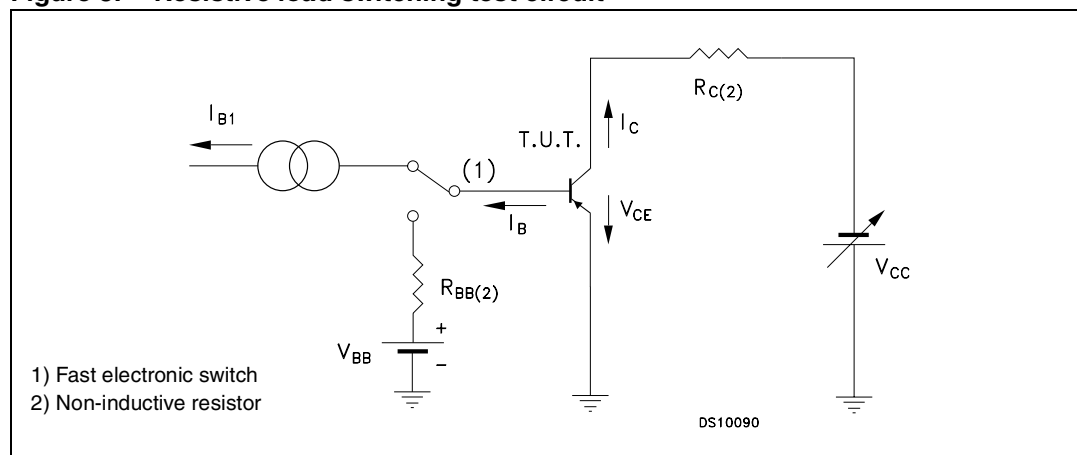 Figure 8. Resistive load switching test circuit
I_B1
T.U.T.
I_C
R_C(2)
(1)
I_B
V_CE
V_CC
R_BB(2)
V_BB
+
–
1) Fast electronic switch
2) Non-inductive resistor
DS10090